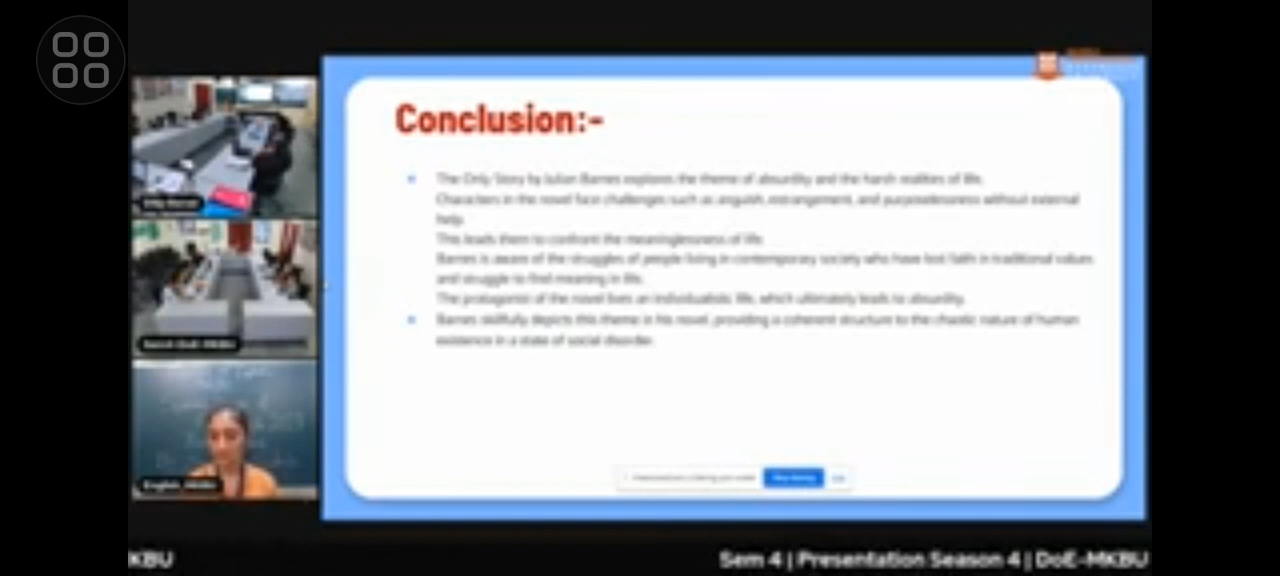 Conclusion:-
The Only Story by Julian Barnes explores the theme of absurdity and the harsh realities of life.
Characters in the novel face challenges such as anguish, estrangement, and purposelessness without external
help.
This leads them to confront the meaninglessness of life.
Barnes is aware of the struggles of people living in contemporary society who have lost faith in traditional values
and struggle to find meaning in life.
The protagonist of the novel lives an individualistic life, which ultimately leads to absurdity.
Barnes skillfully depicts this theme in his novel, providing a coherent structure to the chaotic nature of human
existence in a state of social disorder.
Stop sharing
Hide
English
KBU
Sem 4 | Presentation Season 4 | DoE-MKBU